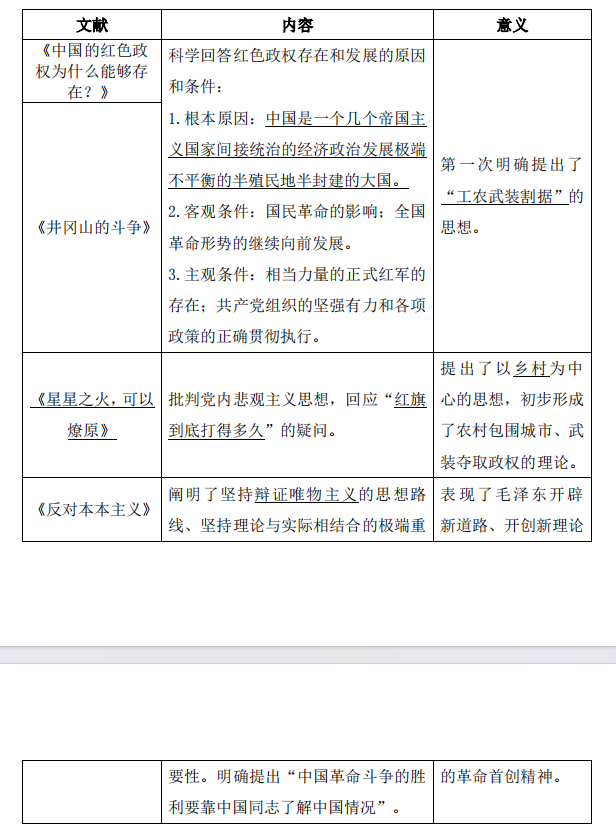 文献 内容 意义
《中国的红色政
权为什么能够存
在？》
《井冈山的斗争》
科学回答红色政权存在和发展的原因
和条件：
1.根本原因：中国是一个几个帝国主
义国家间接统治的经济政治发展极端
不平衡的半殖民地半封建的大国。
2.客观条件：国民革命的影响；全国
革命形势的继续向前发展。
3.主观条件：相当力量的正式红军的
存在；共产党组织的坚强有力和各项
政策的正确贯彻执行。
第一次明确提出了
“工农武装割据”的
思想。
《星星之火，可以
燎原》
批判党内悲观主义思想，回应“红旗
到底打得多久”的疑问。
提出了以乡村为中
心的思想，初步形成
了农村包围城市、武
装夺取政权的理论。
《反对本本主义》
阐明了坚持辩证唯物主义的思想路
线、坚持理论与实际相结合的极端重
表现了毛泽东开辟
新道路、开创新理论
要性。明确提出“中国革命斗争的胜
利要靠中国同志了解中国情况”。
的革命首创精神。